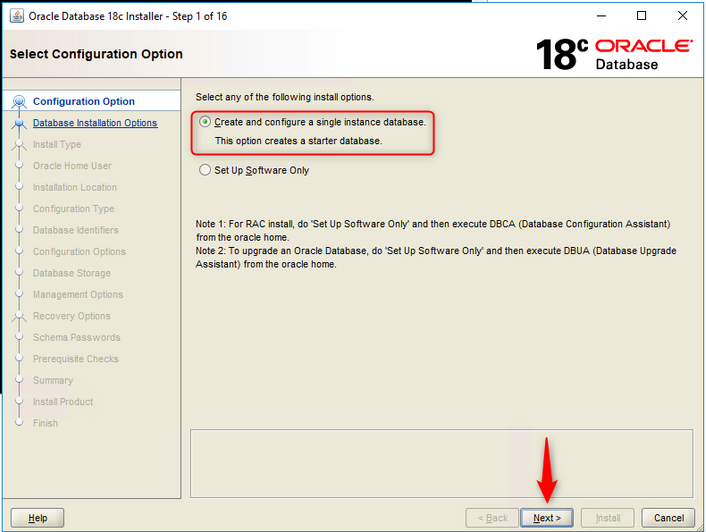 Oracle Database 18c Installer - Step 1 of 16
Select Configuration Option
18c ORACLE
Database
Configuration Option
Database Installation Options
Install Type
Oracle Home User
Installation Location
Configuration Type
Database Identifiers
Configuration Options
Database Storage
Management Options
Recovery Options
Schema Passwords
Prerequisite Checks
Summary
Install Product
Finish
Select any of the following install options.
Create and configure a single instance database.
This option creates a starter database.
Set Up Software Only
Note 1: For RAC install, do 'Set Up Software Only' and then execute DBCA (Database Configuration Assistant)
from the oracle home.
Note 2: To upgrade an Oracle Database, do 'Set Up Software Only' and then execute DBUA (Database Upgrade
Assistant) from the oracle home.
Help
< Back
Next >
Install
Cancel